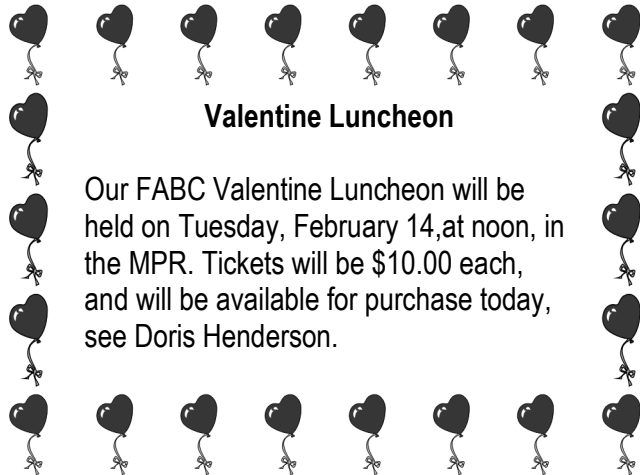 Valentine Luncheon
Our FABC Valentine Luncheon will be
held on Tuesday, February 14,at noon, in
the MPR. Tickets will be $10.00 each,
and will be available for purchase today,
see Doris Henderson.